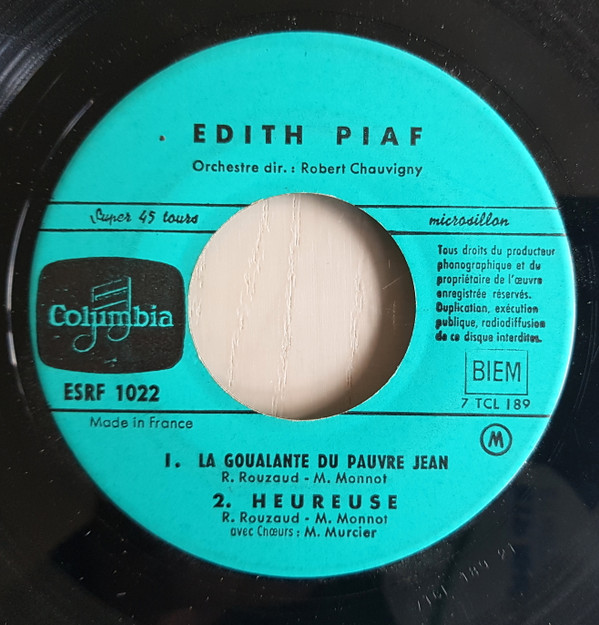 EDITH PIAF
Orchestre dir. : Robert Chauvigny
Super 45 tours
microsillon
Tous droits du producteur
phonographique et du
propriétaire de l'œuvre
enregistrée réservés.
Duplication, exécution
publique, radiodiffusion
de ce disque interdites.
Columbia
BIEM
ESRF 1022
7 TCL 189
Made in France
M
1. LA GOUALANTE DU PAUVRE JEAN
R. Rouzaud - M. Monnot
2. HEUREUSE
R. Rouzaud - M. Monnot
avec Chœurs : M. Murcier